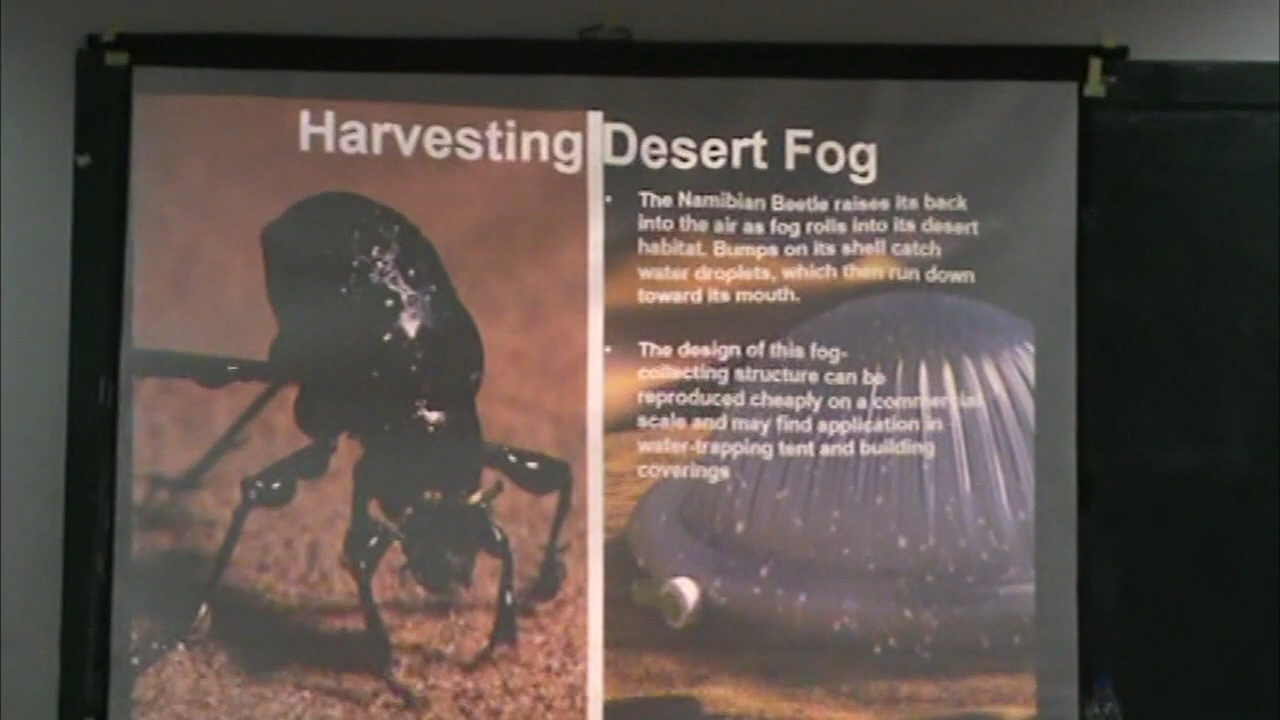 Harvesting Desert Fog
• The Namibian Beetle raises its back
into the air as fog rolls into its desert
habitat. Bumps on its shell catch
water droplets, which then run down
toward its mouth.
• The design of this fog-
collecting structure can be
reproduced cheaply on a commercial
scale and may find application in
water-trapping tent and building
coverings